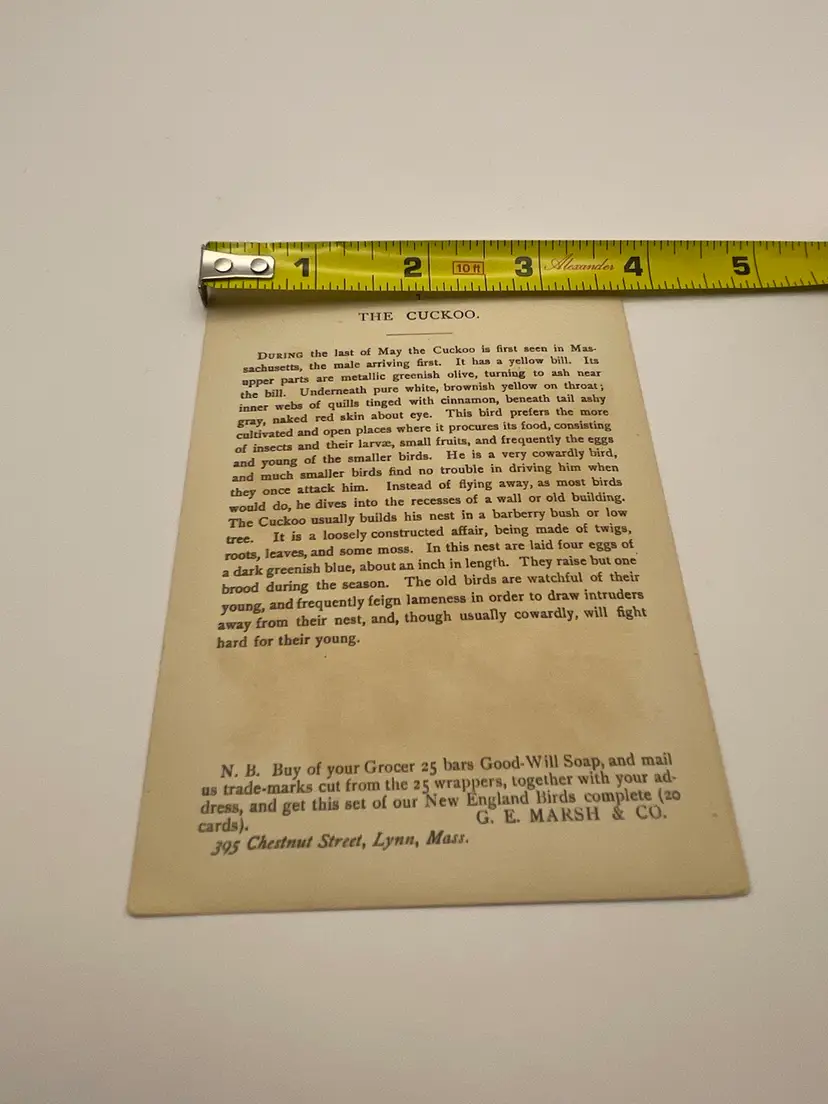 1 2 10 ft 3 Alexander 4 5
THE CUCKOO.
DURING the last of May the Cuckoo is first seen in Mas-
sachusetts, the male arriving first. It has a yellow bill. Its
upper parts are metallic greenish olive, turning to ash near
the bill. Underneath pure white, brownish yellow on throat;
inner webs of quills tinged with cinnamon, beneath tail ashy
gray, naked red skin about eye. This bird prefers the more
cultivated and open places where it procures its food, consisting
of insects and their larvæ, small fruits, and frequently the eggs
and young of the smaller birds. He is a very cowardly bird,
and much smaller birds find no trouble in driving him when
they once attack him. Instead of flying away, as most birds
would do, he dives into the recesses of a wall or old building.
The Cuckoo usually builds his nest in a barberry bush or low
tree. It is a loosely constructed affair, being made of twigs,
roots, leaves, and some moss. In this nest are laid four eggs of
a dark greenish blue, about an inch in length. They raise but one
brood during the season. The old birds are watchful of their
young, and frequently feign lameness in order to draw intruders
away from their nest, and, though usually cowardly, will fight
hard for their young.
N. B. Buy of your Grocer 25 bars Good-Will Soap, and mail
us trade-marks cut from the 25 wrappers, together with your ad-
dress, and get this set of our New England Birds complete (20
cards). G. E. MARSH & CO.
395 Chestnut Street, Lynn, Mass.